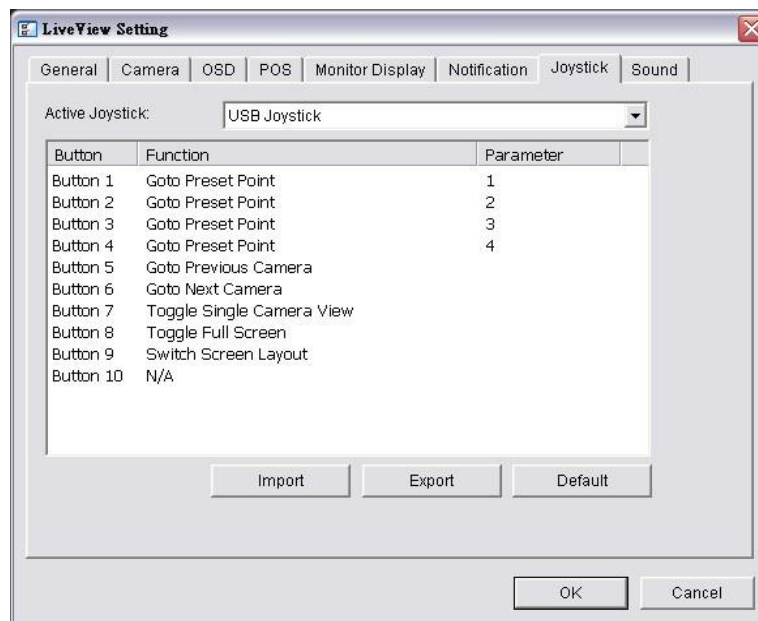 LiveView Setting
General Camera OSD POS Monitor Display Notification Joystick Sound
Active Joystick: USB Joystick
Button Function Parameter
Button 1 Goto Preset Point 1
Button 2 Goto Preset Point 2
Button 3 Goto Preset Point 3
Button 4 Goto Preset Point 4
Button 5 Goto Previous Camera
Button 6 Goto Next Camera
Button 7 Toggle Single Camera View
Button 8 Toggle Full Screen
Button 9 Switch Screen Layout
Button 10 N/A
Import Export Default
OK Cancel